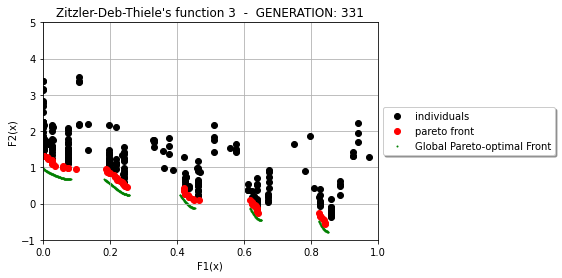 Zitzler-Deb-Thiele's function 3 - GENERATION: 331
5
4
3
2
1
0
-1
F2(x)
0.0 0.2 0.4 0.6 0.8 1.0
F1(x)
individuals
pareto front
Global Pareto-optimal Front